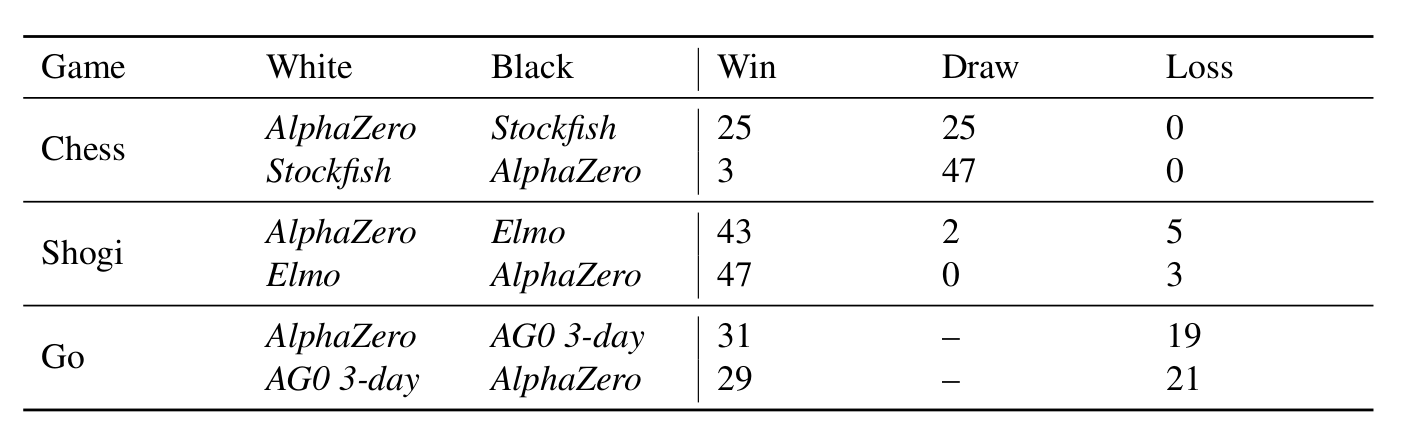 Game White Black Win Draw Loss
Chess AlphaZero Stockfish 25 25 0
Stockfish AlphaZero 3 47 0
Shogi AlphaZero Elmo 43 2 5
Elmo AlphaZero 47 0 3
Go AlphaZero AG0 3-day 31 – 19
AG0 3-day AlphaZero 29 – 21